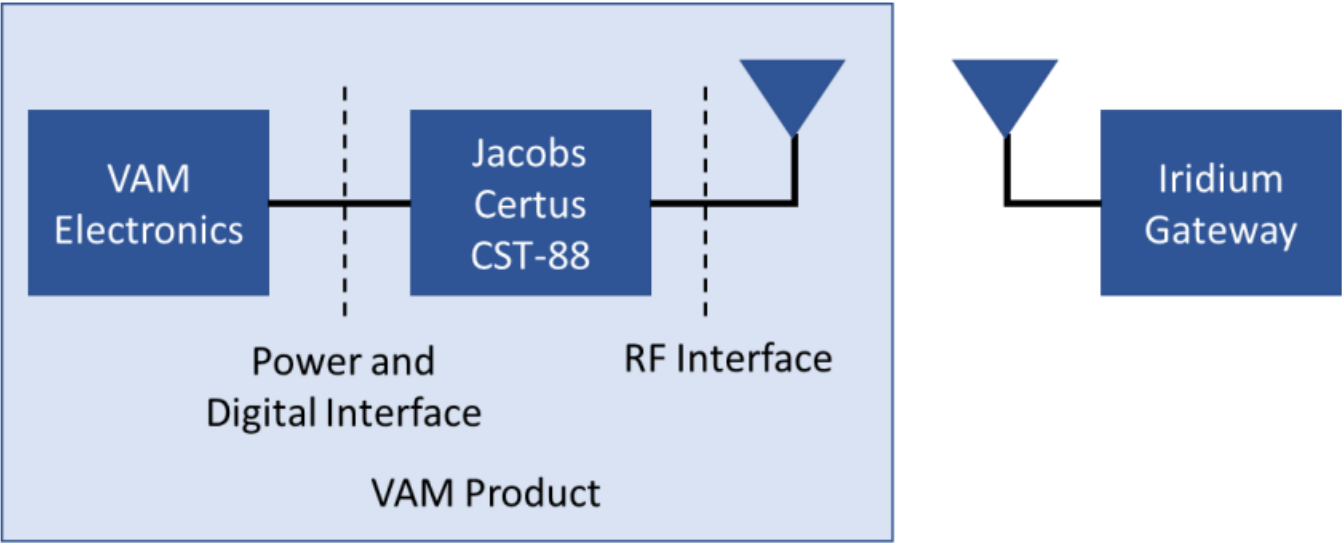 VAM
Electronics
Jacobs
Certus
CST-88
Iridium
Gateway
Power and
Digital Interface
RF Interface
VAM Product